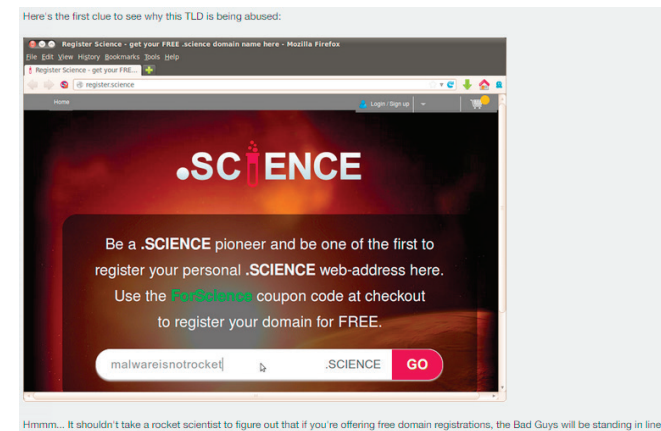 Here's the first clue to see why this TLD is being abused:
Register Science - get your FREE .science domain name here - Mozilla Firefox
File Edit View History Bookmarks Tools Help
Register Science - get your FRE...
register.science
Home
Login / Sign up
.SCIENCE
Be a .SCIENCE pioneer and be one of the first to
register your personal .SCIENCE web-address here.
Use the ForScience coupon code at checkout
to register your domain for FREE.
malwareisnotrocket .SCIENCE GO
Hmmm... It shouldn't take a rocket scientist to figure out that if you're offering free domain registrations, the Bad Guys will be standing in line